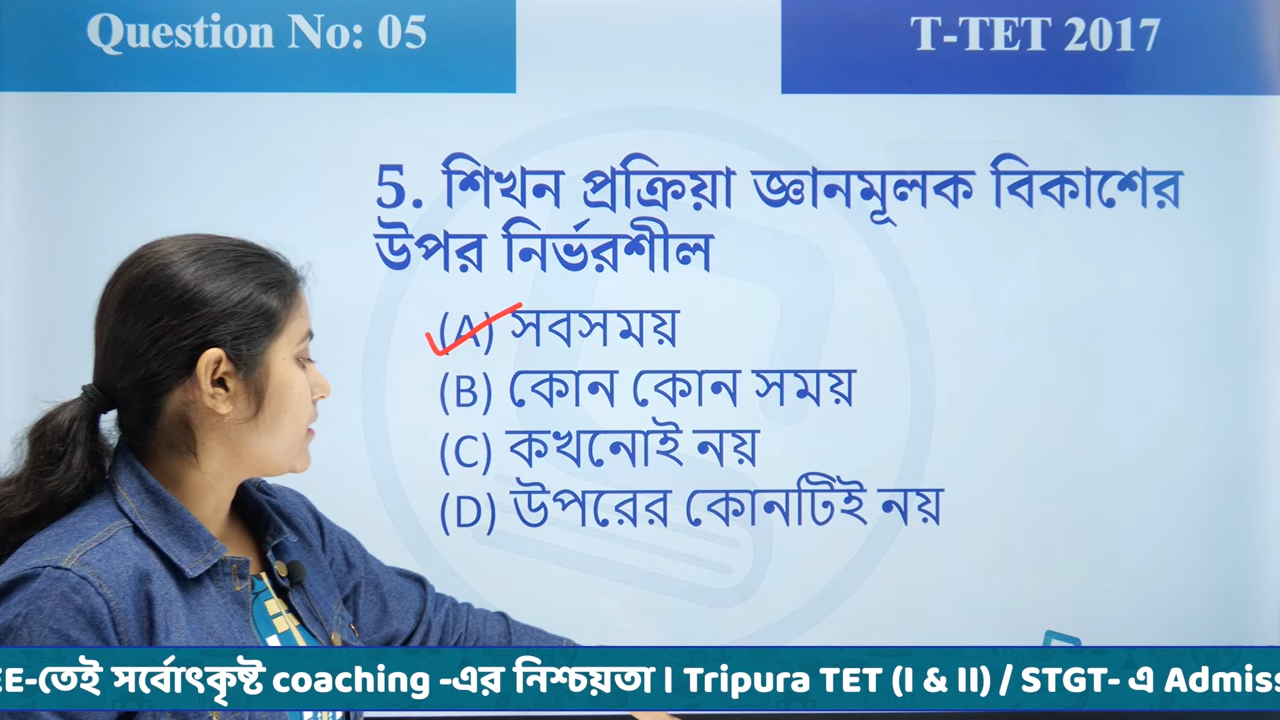 Question No: 05
T-TET 2017
5. শিখন প্রক্রিয়া জ্ঞানমূলক বিকাশের
উপর নির্ভরশীল
(A) সবসময়
(B) কোন কোন সময়
(C) কখনোই নয়
(D) উপরের কোনটিই নয়
-তেই সর্বোৎকৃষ্ট coaching -এর নিশ্চয়তা। Tripura TET (I & II) / STGT- এ